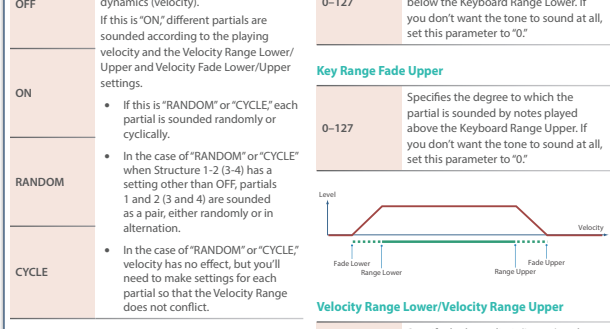 OFF
dynamics (velocity).
If this is “ON,” different partials are
sounded according to the playing
velocity and the Velocity Range Lower/
Upper and Velocity Fade Lower/Upper
settings.
ON
• If this is “RANDOM” or “CYCLE,” each
partial is sounded randomly or
cyclically.
RANDOM
• In the case of “RANDOM” or “CYCLE”
when Structure 1-2 (3-4) has a
setting other than OFF, partials
1 and 2 (3 and 4) are sounded
as a pair, either randomly or in
alternation.
CYCLE
• In the case of “RANDOM” or “CYCLE,”
velocity has no effect, but you’ll
need to make settings for each
partial so that the Velocity Range
does not conflict.
0–127
below the Keyboard Range Lower. If
you don’t want the tone to sound at all,
set this parameter to “0.”
Key Range Fade Upper
0–127
Specifies the degree to which the
partial is sounded by notes played
above the Keyboard Range Upper. If
you don’t want the tone to sound at all,
set this parameter to “0.”
Level
Velocity
Fade Lower
Range Lower
Range Upper
Fade Upper
Velocity Range Lower/Velocity Range Upper